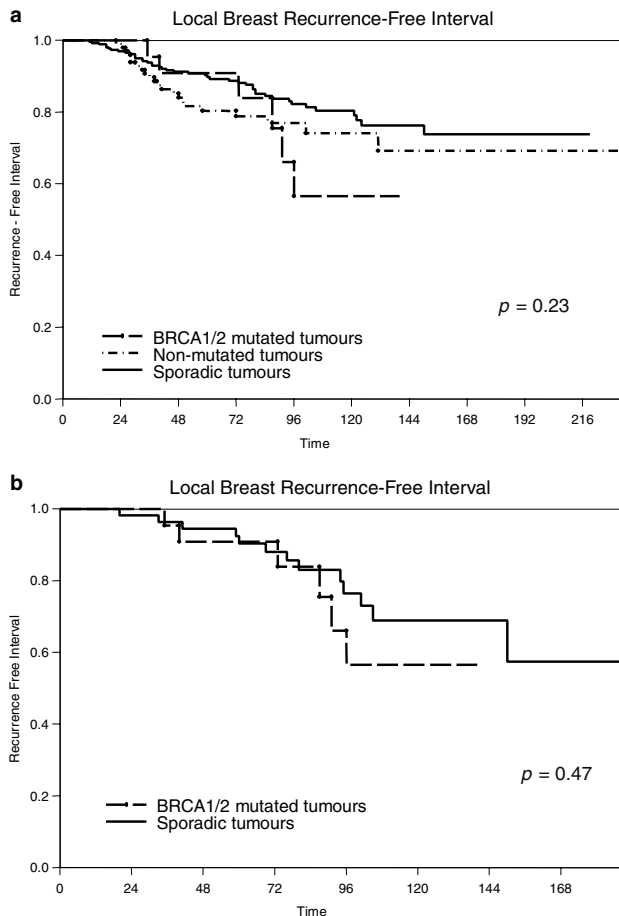 a
Local Breast Recurrence-Free Interval
1.0
0.8
0.6
0.4
0.2
0.0
Recurrence - Free Interval
p = 0.23
BRCA1/2 mutated tumours
Non-mutated tumours
Sporadic tumours
0 24 48 72 96 120 144 168 192 216
Time
b
Local Breast Recurrence-Free Interval
1.0
0.8
0.6
0.4
0.2
0.0
Recurrence Free Interval
p = 0.47
BRCA1/2 mutated tumours
Sporadic tumours
0 24 48 72 96 120 144 168
Time